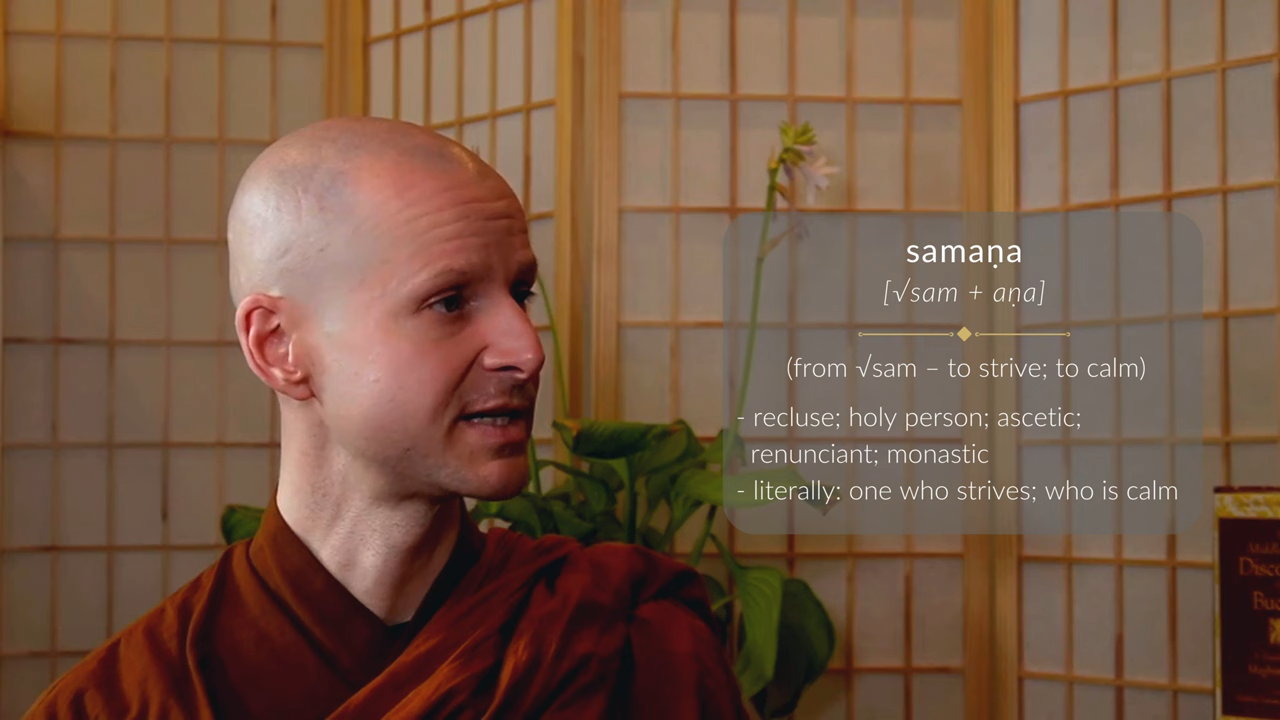 samaṇa
[√sam + aṇa]
(from √sam – to strive; to calm)
- recluse; holy person; ascetic;
renunciant; monastic
- literally: one who strives; who is calm